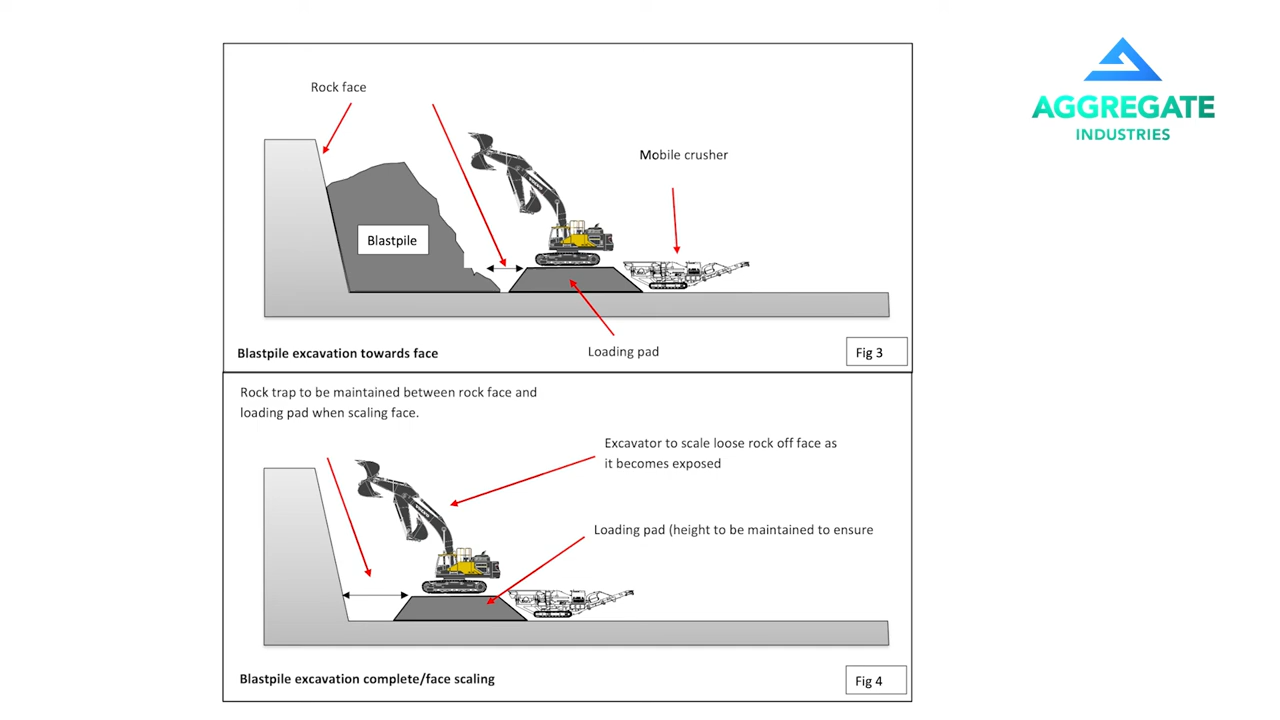 AGGREGATE
INDUSTRIES
Rock face
Mobile crusher
Blastpile
Loading pad
Blastpile excavation towards face
Fig 3
Rock trap to be maintained between rock face and
loading pad when scaling face.
Excavator to scale loose rock off face as
it becomes exposed
Loading pad (height to be maintained to ensure
Blastpile excavation complete/face scaling
Fig 4